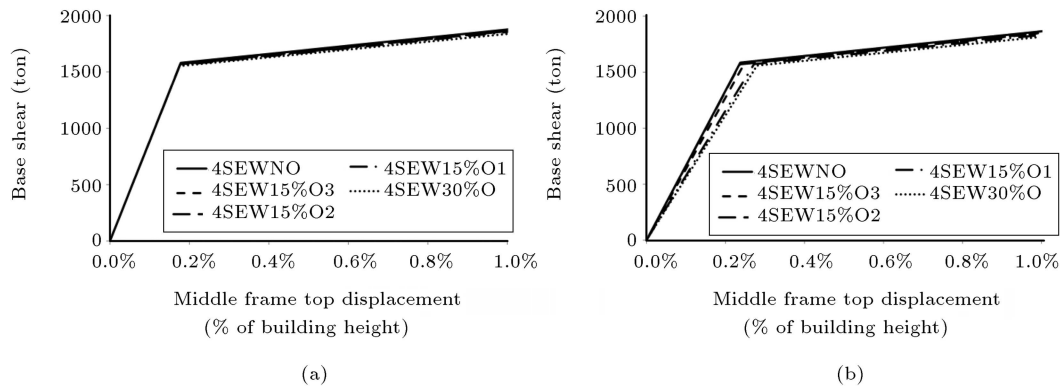 Base shear (ton)
2000
1500
1000
500
0
4SEWNO
4SEW15%O3
4SEW15%O2
4SEW15%O1
4SEW30%O
0.0% 0.2% 0.4% 0.6% 0.8% 1.0%
Middle frame top displacement
(% of building height)
(a)
Base shear (ton)
2000
1500
1000
500
0
4SEWNO
4SEW15%O3
4SEW15%O2
4SEW15%O1
4SEW30%O
0.0% 0.2% 0.4% 0.6% 0.8% 1.0%
Middle frame top displacement
(% of building height)
(b)